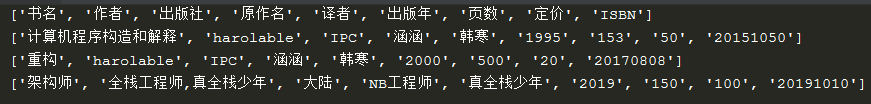 ['书名', '作者', '出版社', '原作名', '译者', '出版年', '页数', '定价', 'ISBN']
['计算机程序构造和解释', 'harolable', 'IPC', '涵涵', '韩寒', '1995', '153', '50', '20151050']
['重构', 'harolable', 'IPC', '涵涵', '韩寒', '2000', '500', '20', '20170808']
['架构师', '全栈工程师,真全栈少年', '大陆', 'NB工程师', '真全栈少年', '2019', '150', '100', '20191010']